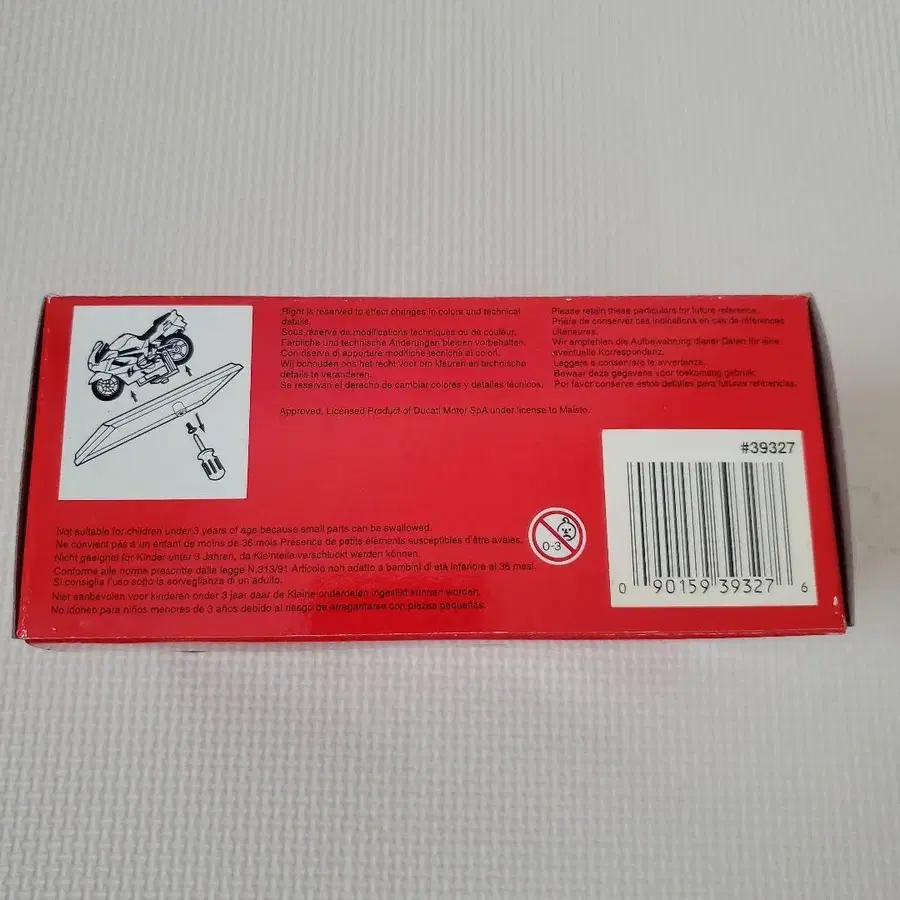 Right is reserved to effect changes in colors and technical
details.
Sous réserve de modifications techniques ou de couleur.
Farbliche und technische Änderungen bleiben vorbehalten.
Con riserva di apportare modifiche tecniche ai colori.
Wij behouden ons het recht voor om kleuren en technische
details te veranderen.
Se reservan el derecho de cambiar colores y detalles técnicos.
Approved, Licensed Product of Ducati Motor SpA under license to Maisto.
Please retain these particulars for future reference.
Prière de conserver ces indications en cas de références
ulterieures.
Wir empfehlen die Aufbewahrung dieser Daten für eine
eventuelle Korrespondenz.
Leggere e conservare le avvertenze.
Bewaar deze gegevens voor toekomstig gebruik.
Por favor conserve estos detalles para futuras referencias.
#39327
0 90159 39327 6
0-3
Not suitable for children under 3 years of age because small parts can be swallowed.
Ne convient pas à un enfant de moins de 36 mois Présence de petits éléments susceptibles d'être avalés.
Nicht geeignet für Kinder unter 3 Jahren, da Kleinteile verschluckt werden können.
Conforme alle norme prescritte dalla legge N.313/91 Articolo non adatto a bambini di età inferiore ai 36 mesi.
Si consiglia l'uso sotto la sorveglianza di un adulto.
Niet aanbevolen voor kinderen onder 3 jaar daar de Kleine onderdelen ingeslikt kunnen worden.
No idoneo para niños menores de 3 años debido al riesgo de atragantarse con piezas pequeñas.